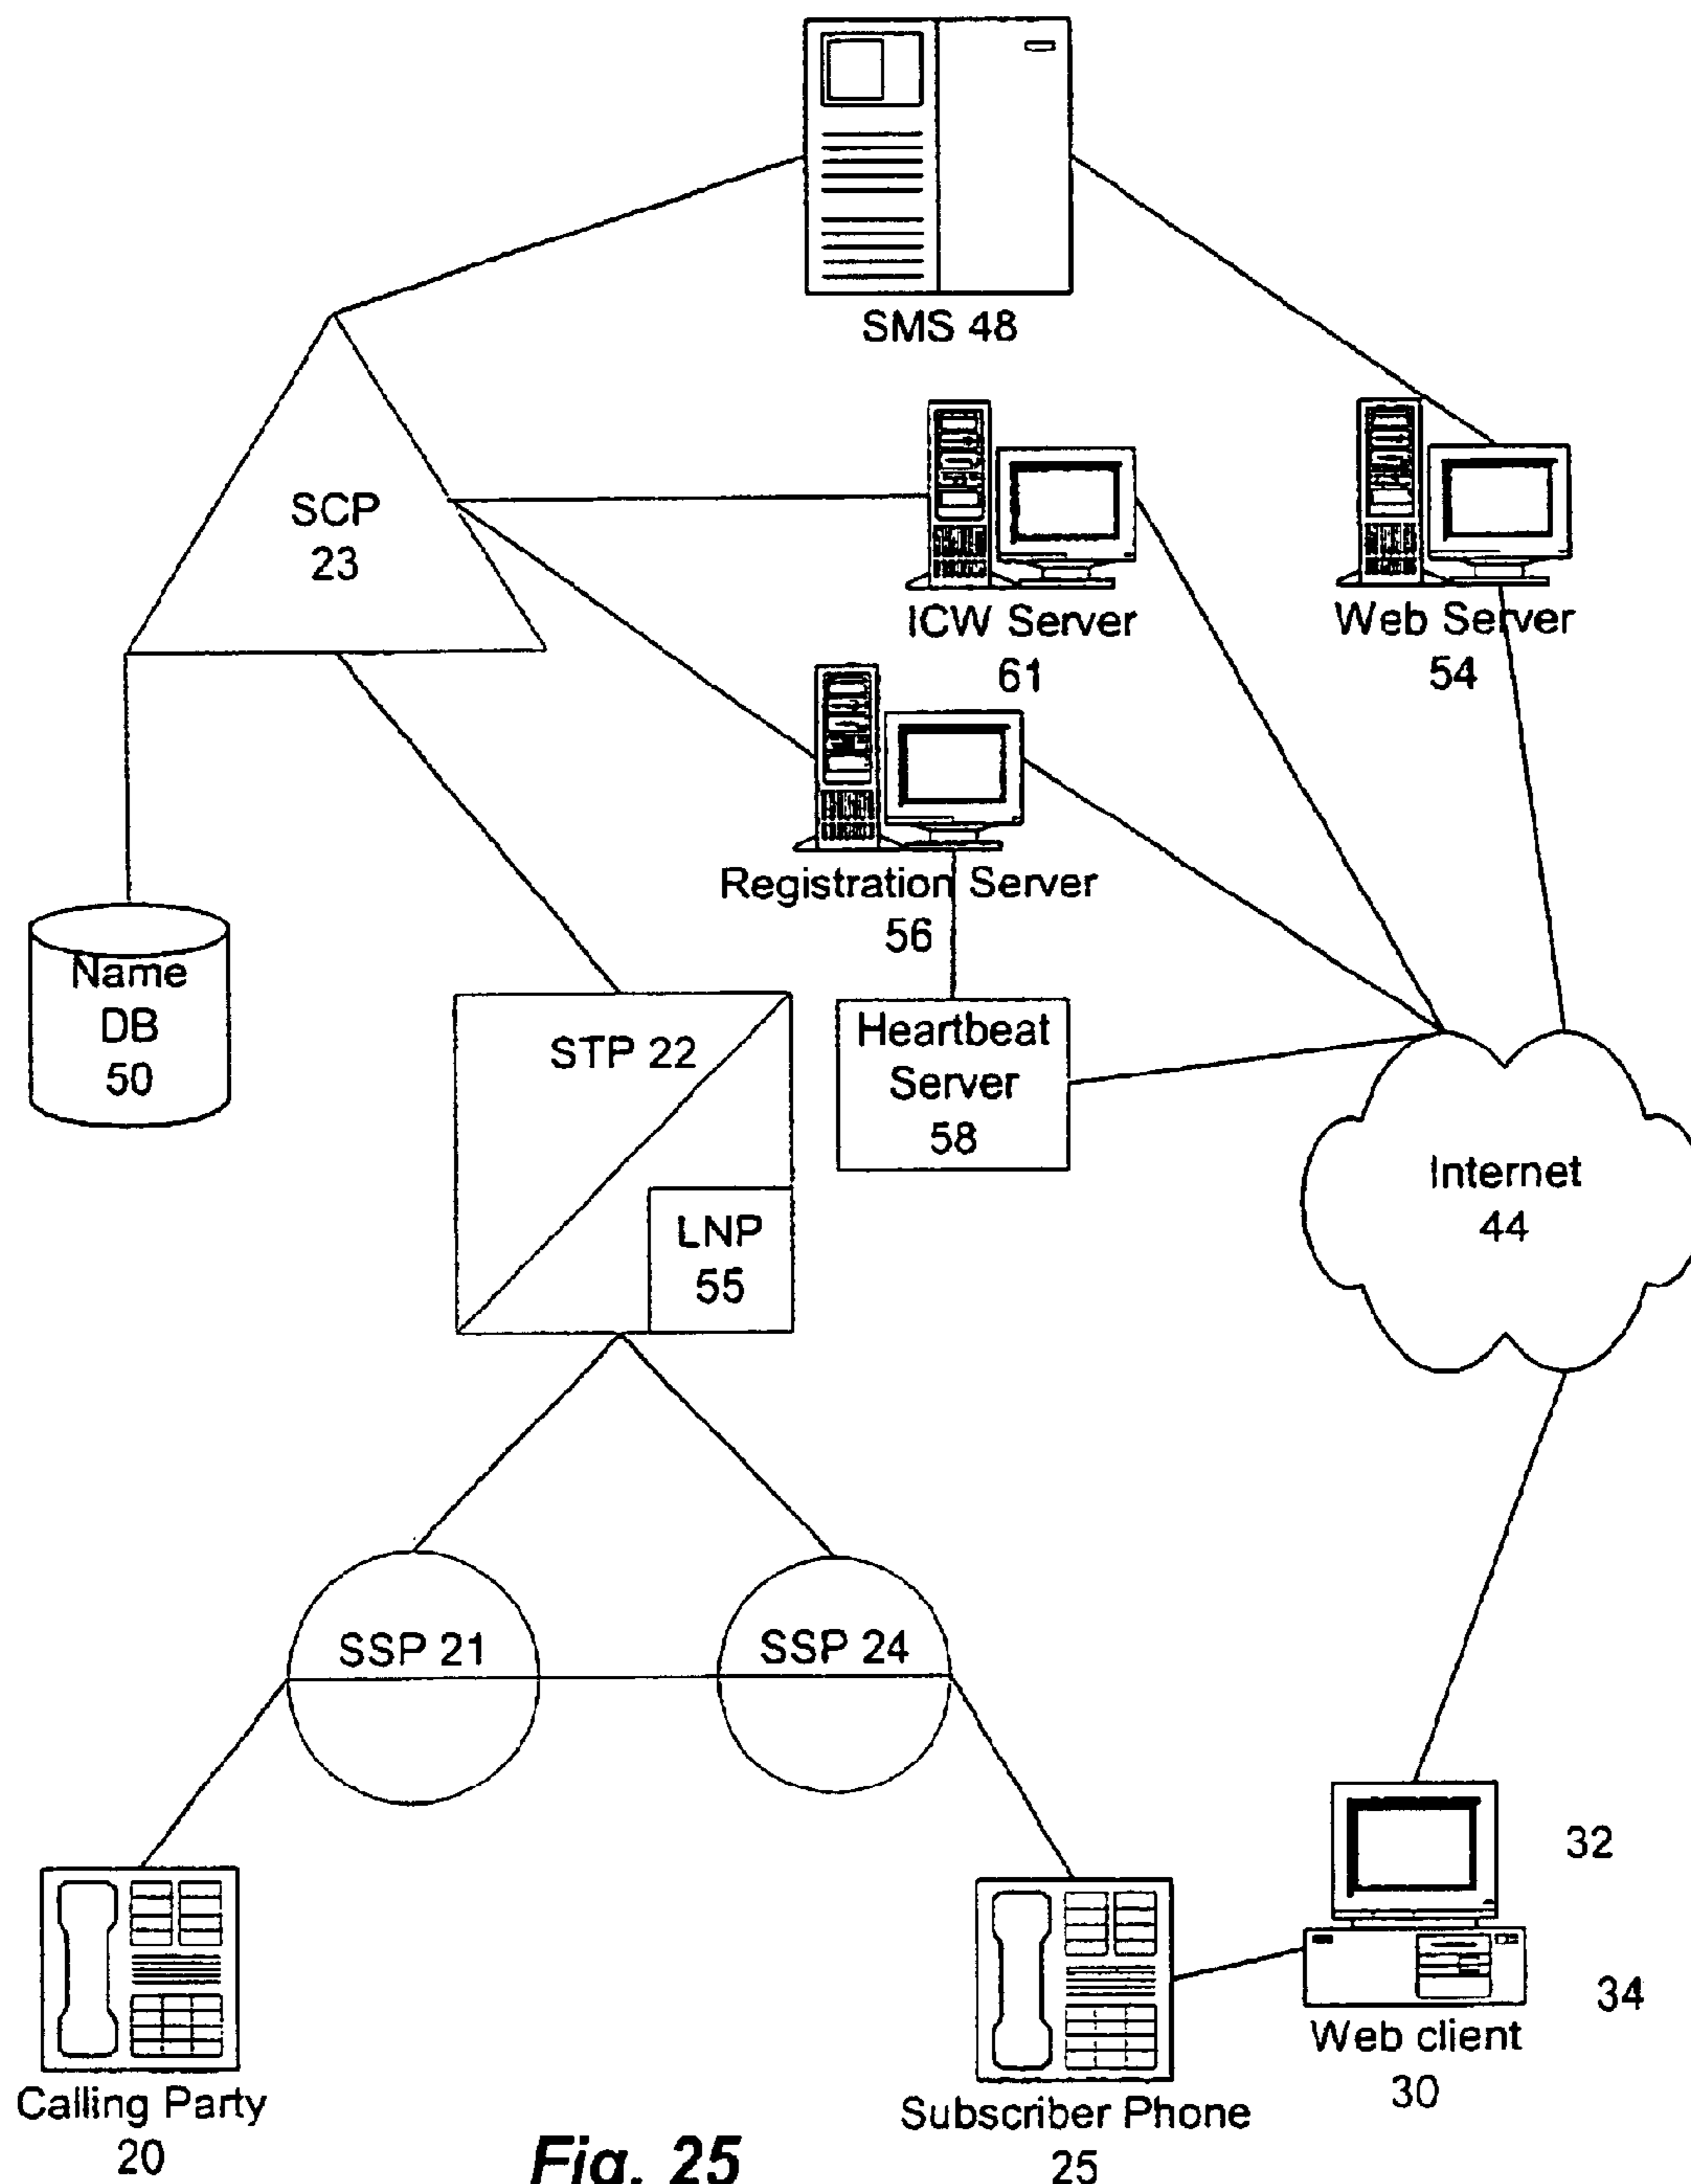 SMS 48
SCP
23
ICW Server
61
Web Server
54
Registration Server
56
Name
DB
50
STP 22
LNP
55
Heartbeat
Server
58
Internet
44
SSP 21
SSP 24
32
34
Web client
30
Calling Party
20
Subscriber Phone
25
Fig. 25